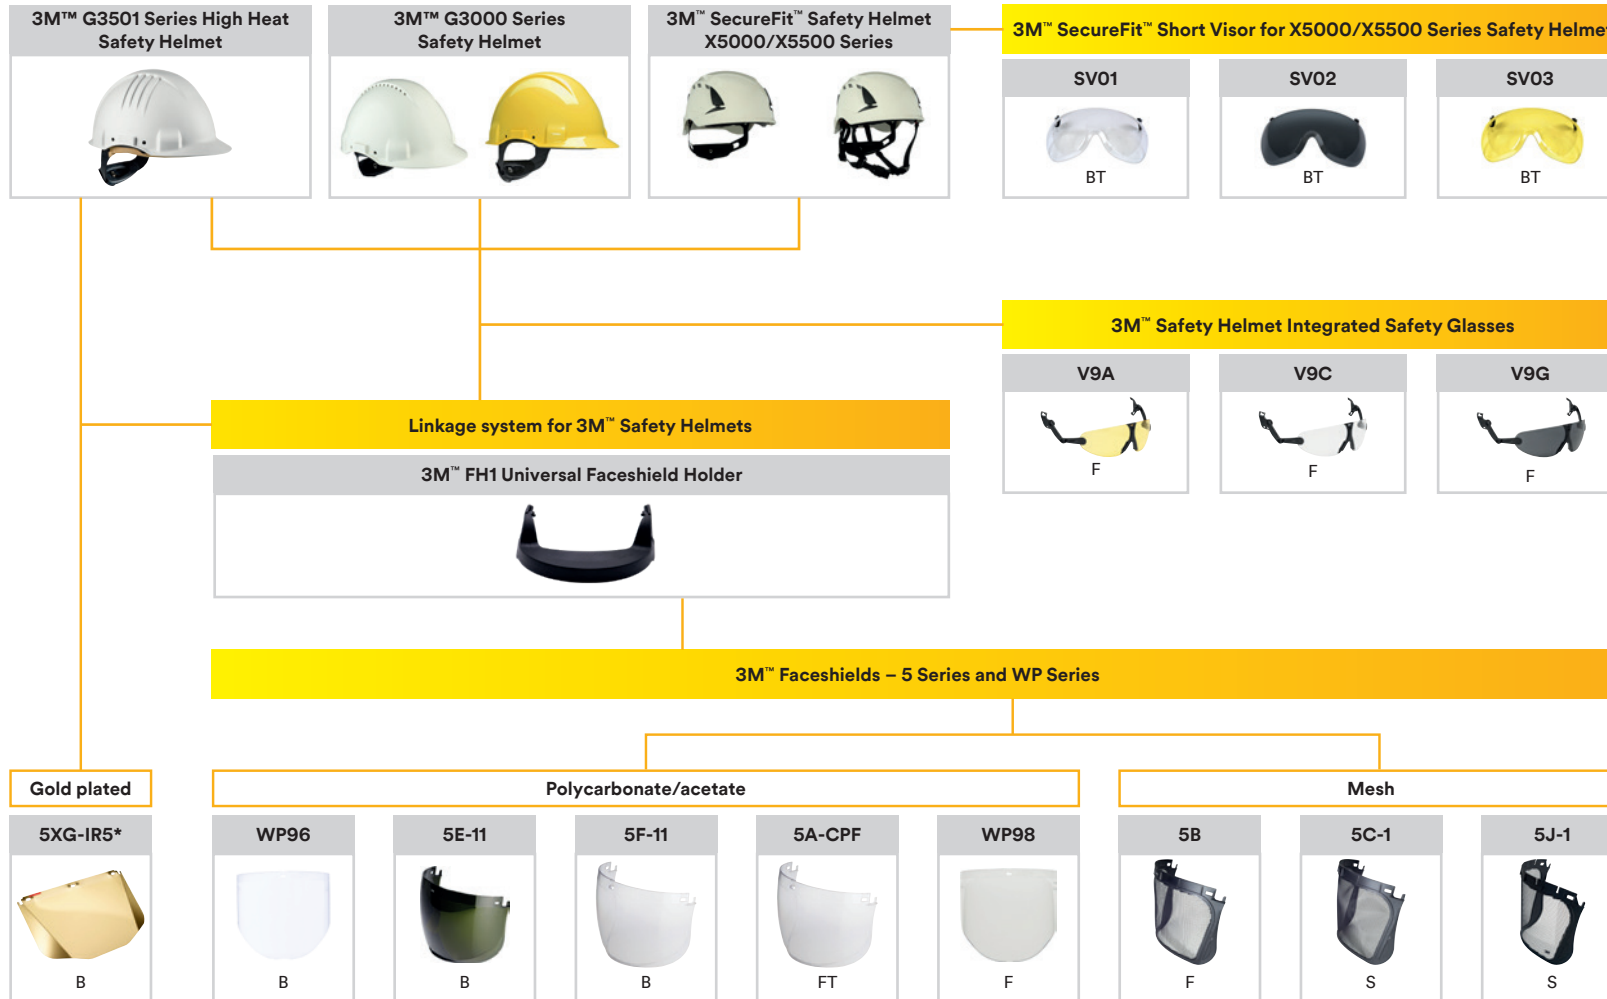 3M™ G3501 Series High Heat
Safety Helmet
3M™ G3000 Series
Safety Helmet
3M™ SecureFit™ Safety Helmet
X5000/X5500 Series
3M™ SecureFit™ Short Visor for X5000/X5500 Series Safety Helmet
SV01
SV02
SV03
BT
BT
BT
3M™ Safety Helmet Integrated Safety Glasses
V9A
V9C
V9G
F
F
F
Linkage system for 3M™ Safety Helmets
3M™ FH1 Universal Faceshield Holder
3M™ Faceshields – 5 Series and WP Series
Gold plated
Polycarbonate/acetate
Mesh
5XG-IR5*
WP96
5E-11
5F-11
5A-CPF
WP98
5B
5C-1
5J-1
B
B
B
B
FT
F
F
S
S